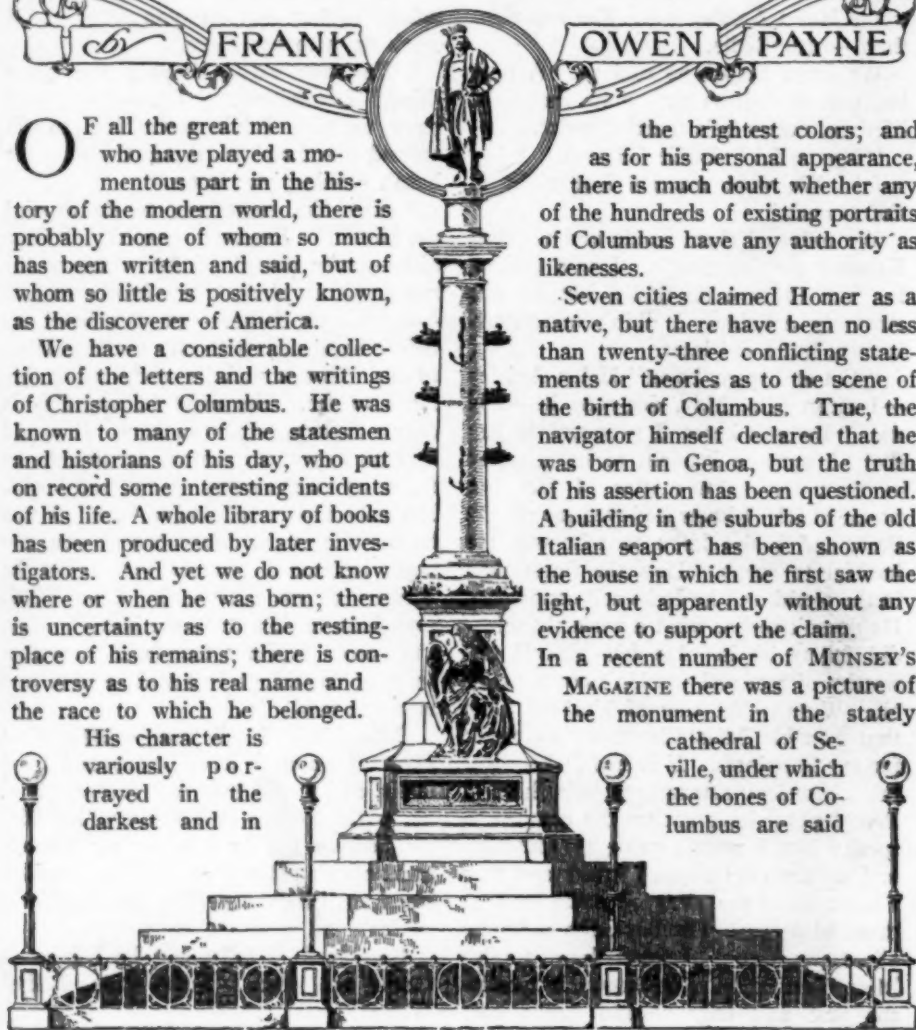 by FRANK OWEN PAYNE
OF all the great men
who have played a mo-
mentous part in the his-
tory of the modern world, there is
probably none of whom so much
has been written and said, but of
whom so little is positively known,
as the discoverer of America.
We have a considerable collec-
tion of the letters and the writings
of Christopher Columbus. He was
known to many of the statesmen
and historians of his day, who put
on record some interesting incidents
of his life. A whole library of books
has been produced by later inves-
tigators. And yet we do not know
where or when he was born; there
is uncertainty as to the resting-
place of his remains; there is con-
troversy as to his real name and
the race to which he belonged.
His character is
variously por-
trayed in the
darkest and in
the brightest colors; and
as for his personal appearance,
there is much doubt whether any
of the hundreds of existing portraits
of Columbus have any authority as
likenesses.
Seven cities claimed Homer as a
native, but there have been no less
than twenty-three conflicting state-
ments or theories as to the scene of
the birth of Columbus. True, the
navigator himself declared that he
was born in Genoa, but the truth
of his assertion has been questioned.
A building in the suburbs of the old
Italian seaport has been shown as
the house in which he first saw the
light, but apparently without any
evidence to support the claim.
In a recent number of MUNSEY'S
MAGAZINE there was a picture of
the monument in the stately
cathedral of Se-
ville, under which
the bones of Co-
lumbus are said